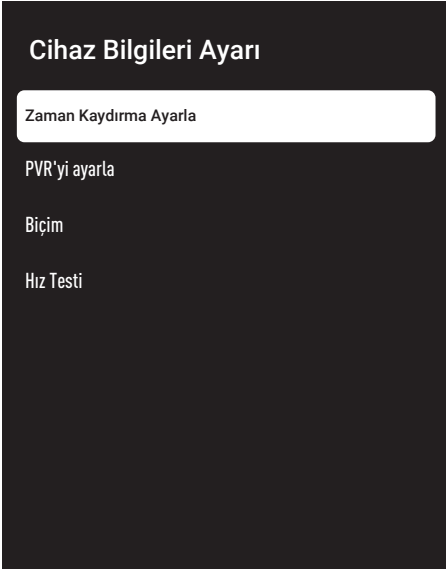 Cihaz Bilgileri Ayarı
Zaman Kaydırma Ayarla
PVR'yi ayarla
Biçim
Hız Testi